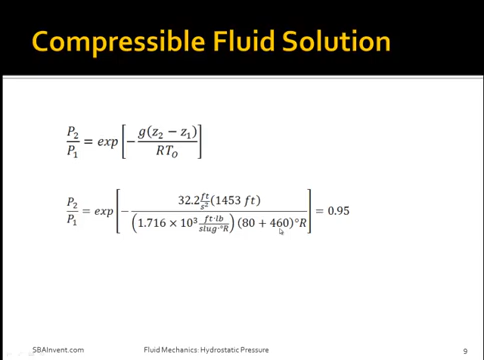 Compressible Fluid Solution
P₂/P₁ = exp[−g(z₂ − z₁)/RT₀]
P₂/P₁ = exp[−32.2 ft/s² (1453 ft)/(1.716 × 10³ ft·lb/slug·°R)(80 + 460)°R] = 0.95
SBAInvent.com Fluid Mechanics: Hydrostatic Pressure 9